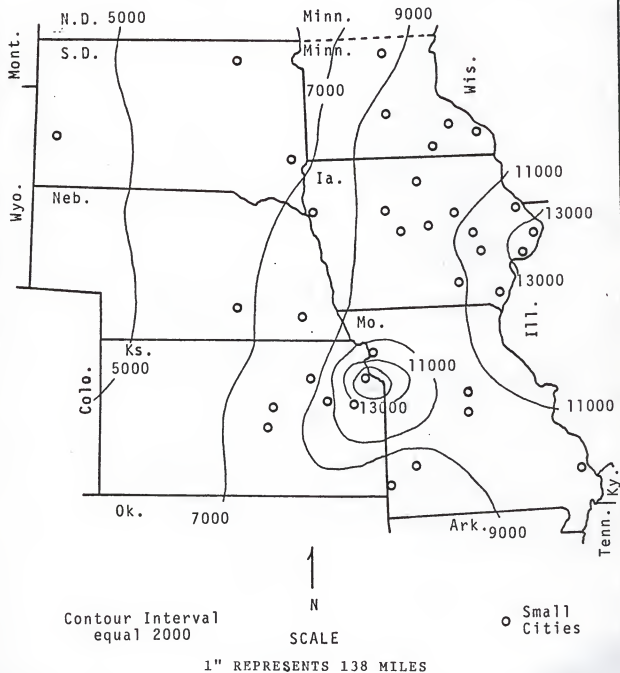 N.D. 5000
Minn.
9000
S.D.
Minn.
Mont.
7000
Wis.
Ia.
11000
Neb.
Wyo.
13000
13000
Ill.
Mo.
Ks.
5000
Colo.
11000
13000
11000
Ok.
7000
Ark.
9000
Tenn.
Ky.
N
Contour Interval
equal 2000
SCALE
Small
Cities
1" REPRESENTS 138 MILES